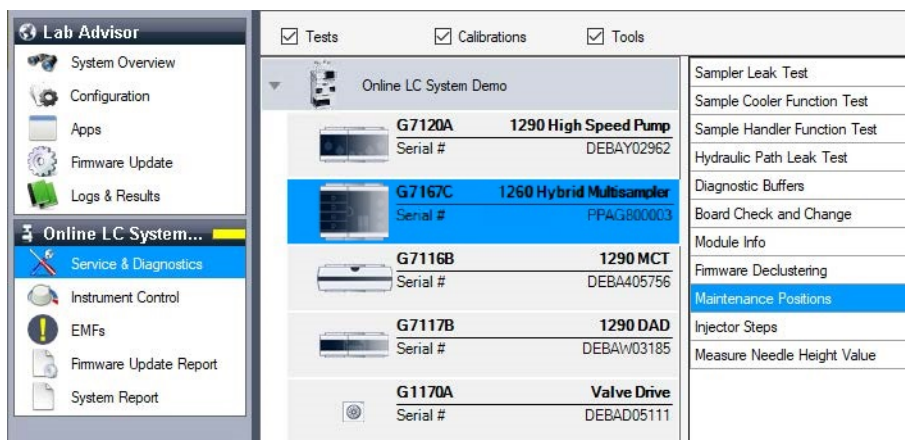 Lab Advisor
System Overview
Configuration
Apps
Firmware Update
Logs & Results
Online LC System...
Service & Diagnostics
Instrument Control
EMFs
Firmware Update Report
System Report
Tests Calibrations Tools
Online LC System Demo
G7120A 1290 High Speed Pump
Serial # DEBAY02962
G7167C 1260 Hybrid Multisampler
Serial # PPAG800003
G7116B 1290 MCT
Serial # DEBA405756
G7117B 1290 DAD
Serial # DEBAW03185
G1170A Valve Drive
Serial # DEBAD05111
Sampler Leak Test
Sample Cooler Function Test
Sample Handler Function Test
Hydraulic Path Leak Test
Diagnostic Buffers
Board Check and Change
Module Info
Firmware Declustering
Maintenance Positions
Injector Steps
Measure Needle Height Value